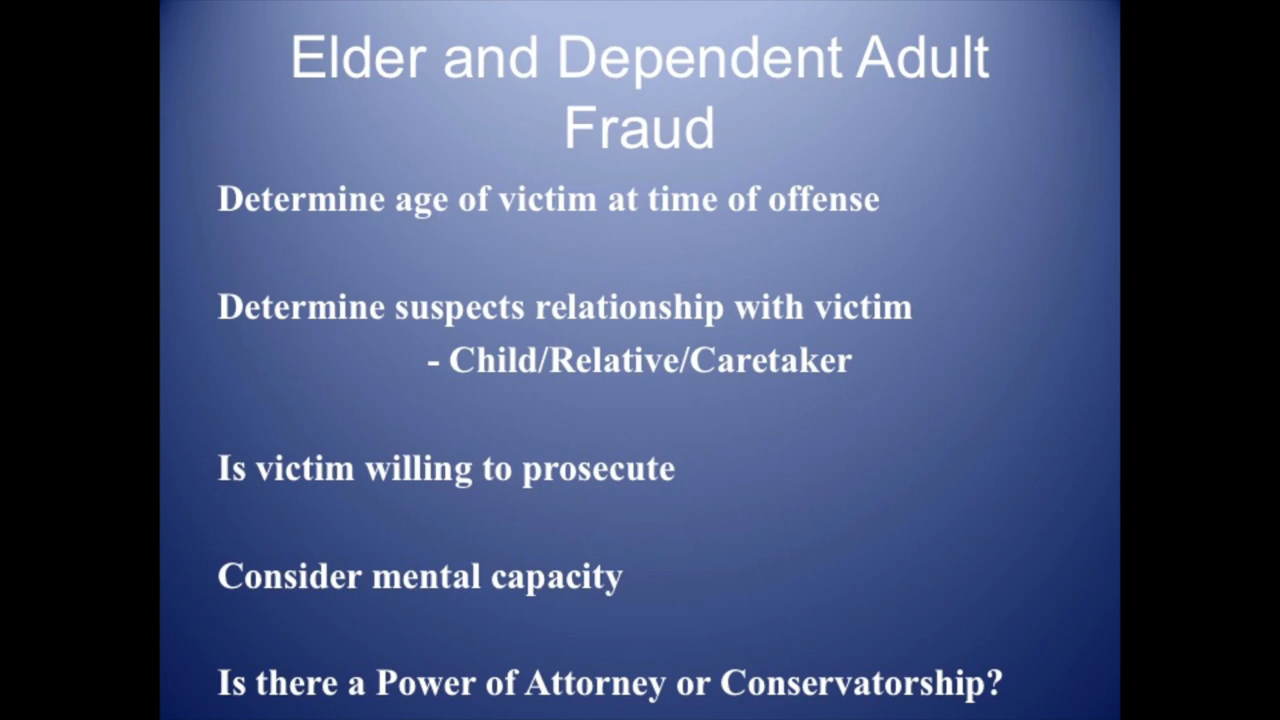 Elder and Dependent Adult
Fraud
Determine age of victim at time of offense
Determine suspects relationship with victim
- Child/Relative/Caretaker
Is victim willing to prosecute
Consider mental capacity
Is there a Power of Attorney or Conservatorship?